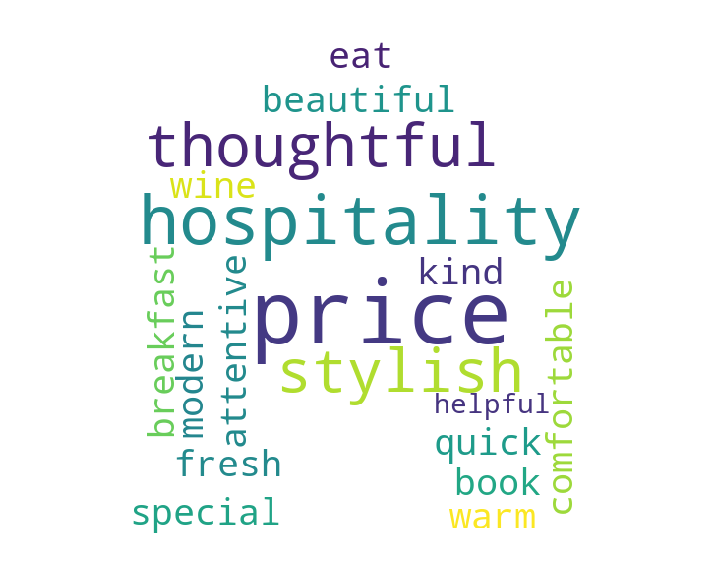 eat
beautiful
thoughtful
wine
hospitality
kind
breakfast
modern
attentive
price
comfortable
stylish
helpful
quick
fresh
book
special
warm